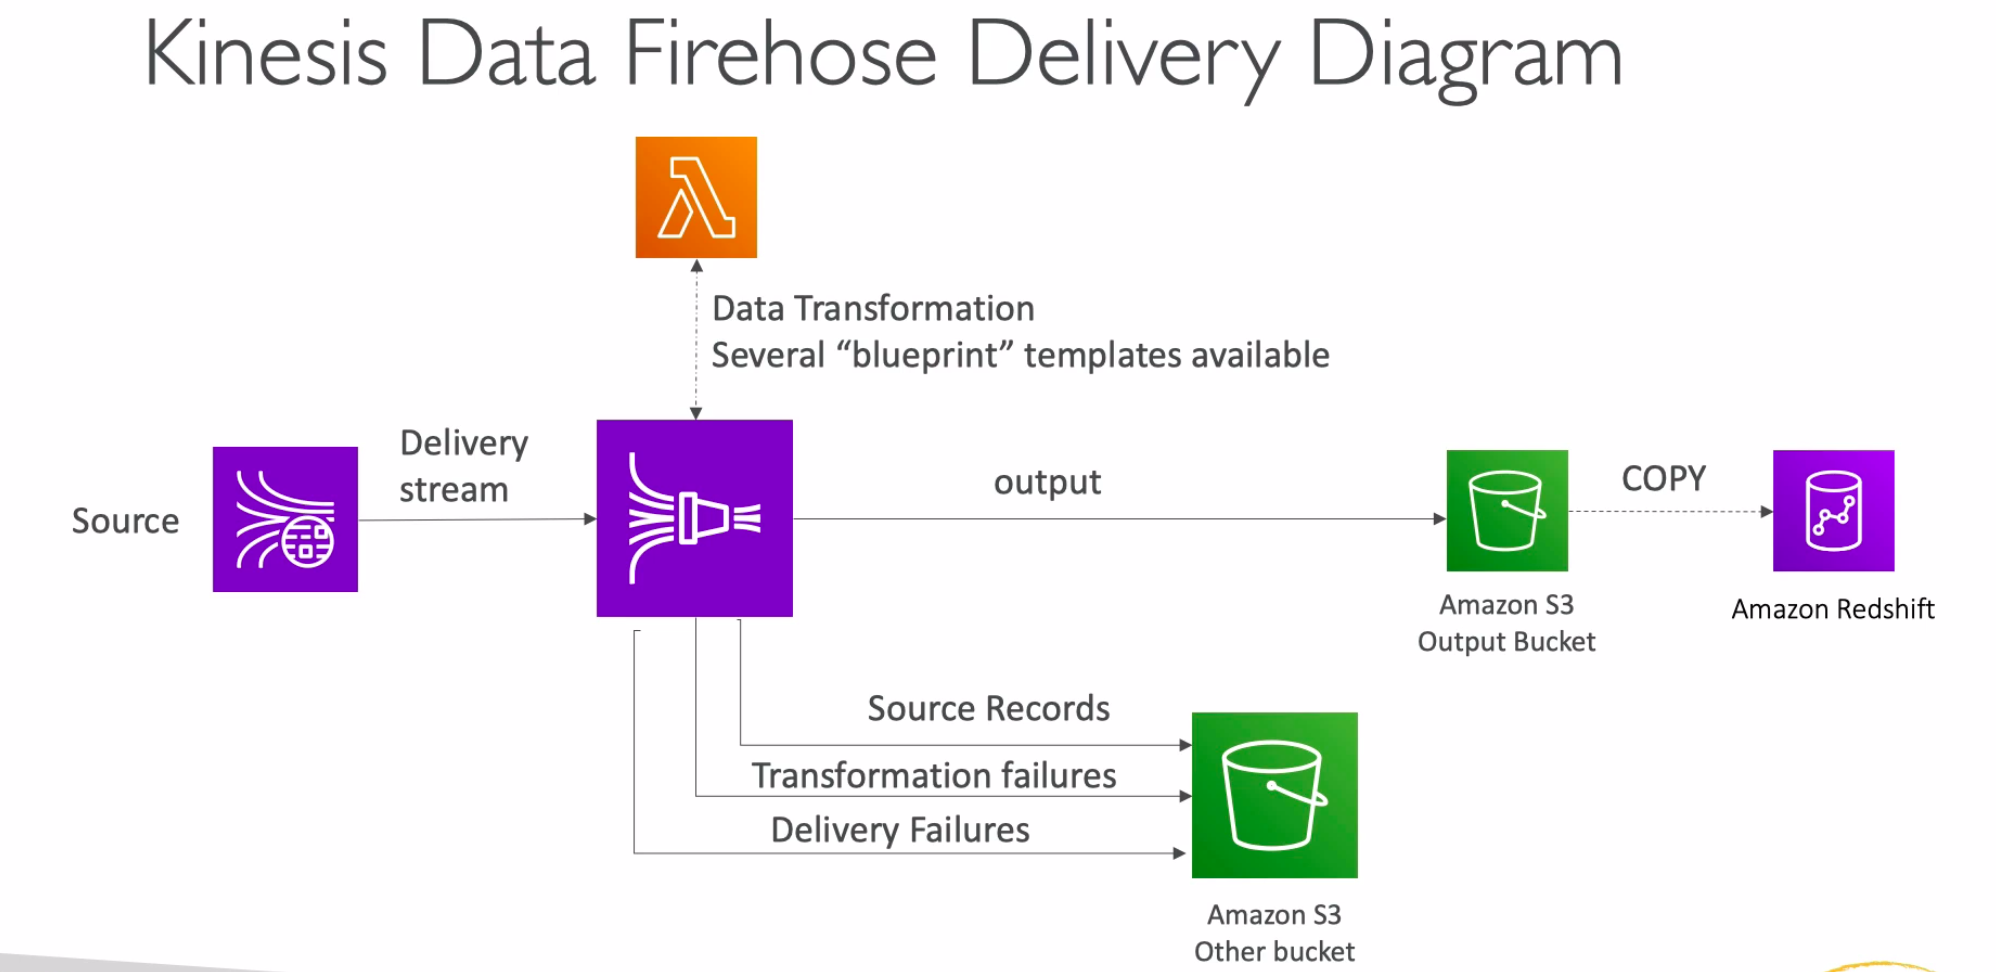 Kinesis Data Firehose Delivery Diagram
Data Transformation
Several “blueprint” templates available
Source
Delivery
stream
output
COPY
Amazon S3
Output Bucket
Amazon Redshift
Source Records
Transformation failures
Delivery Failures
Amazon S3
Other bucket